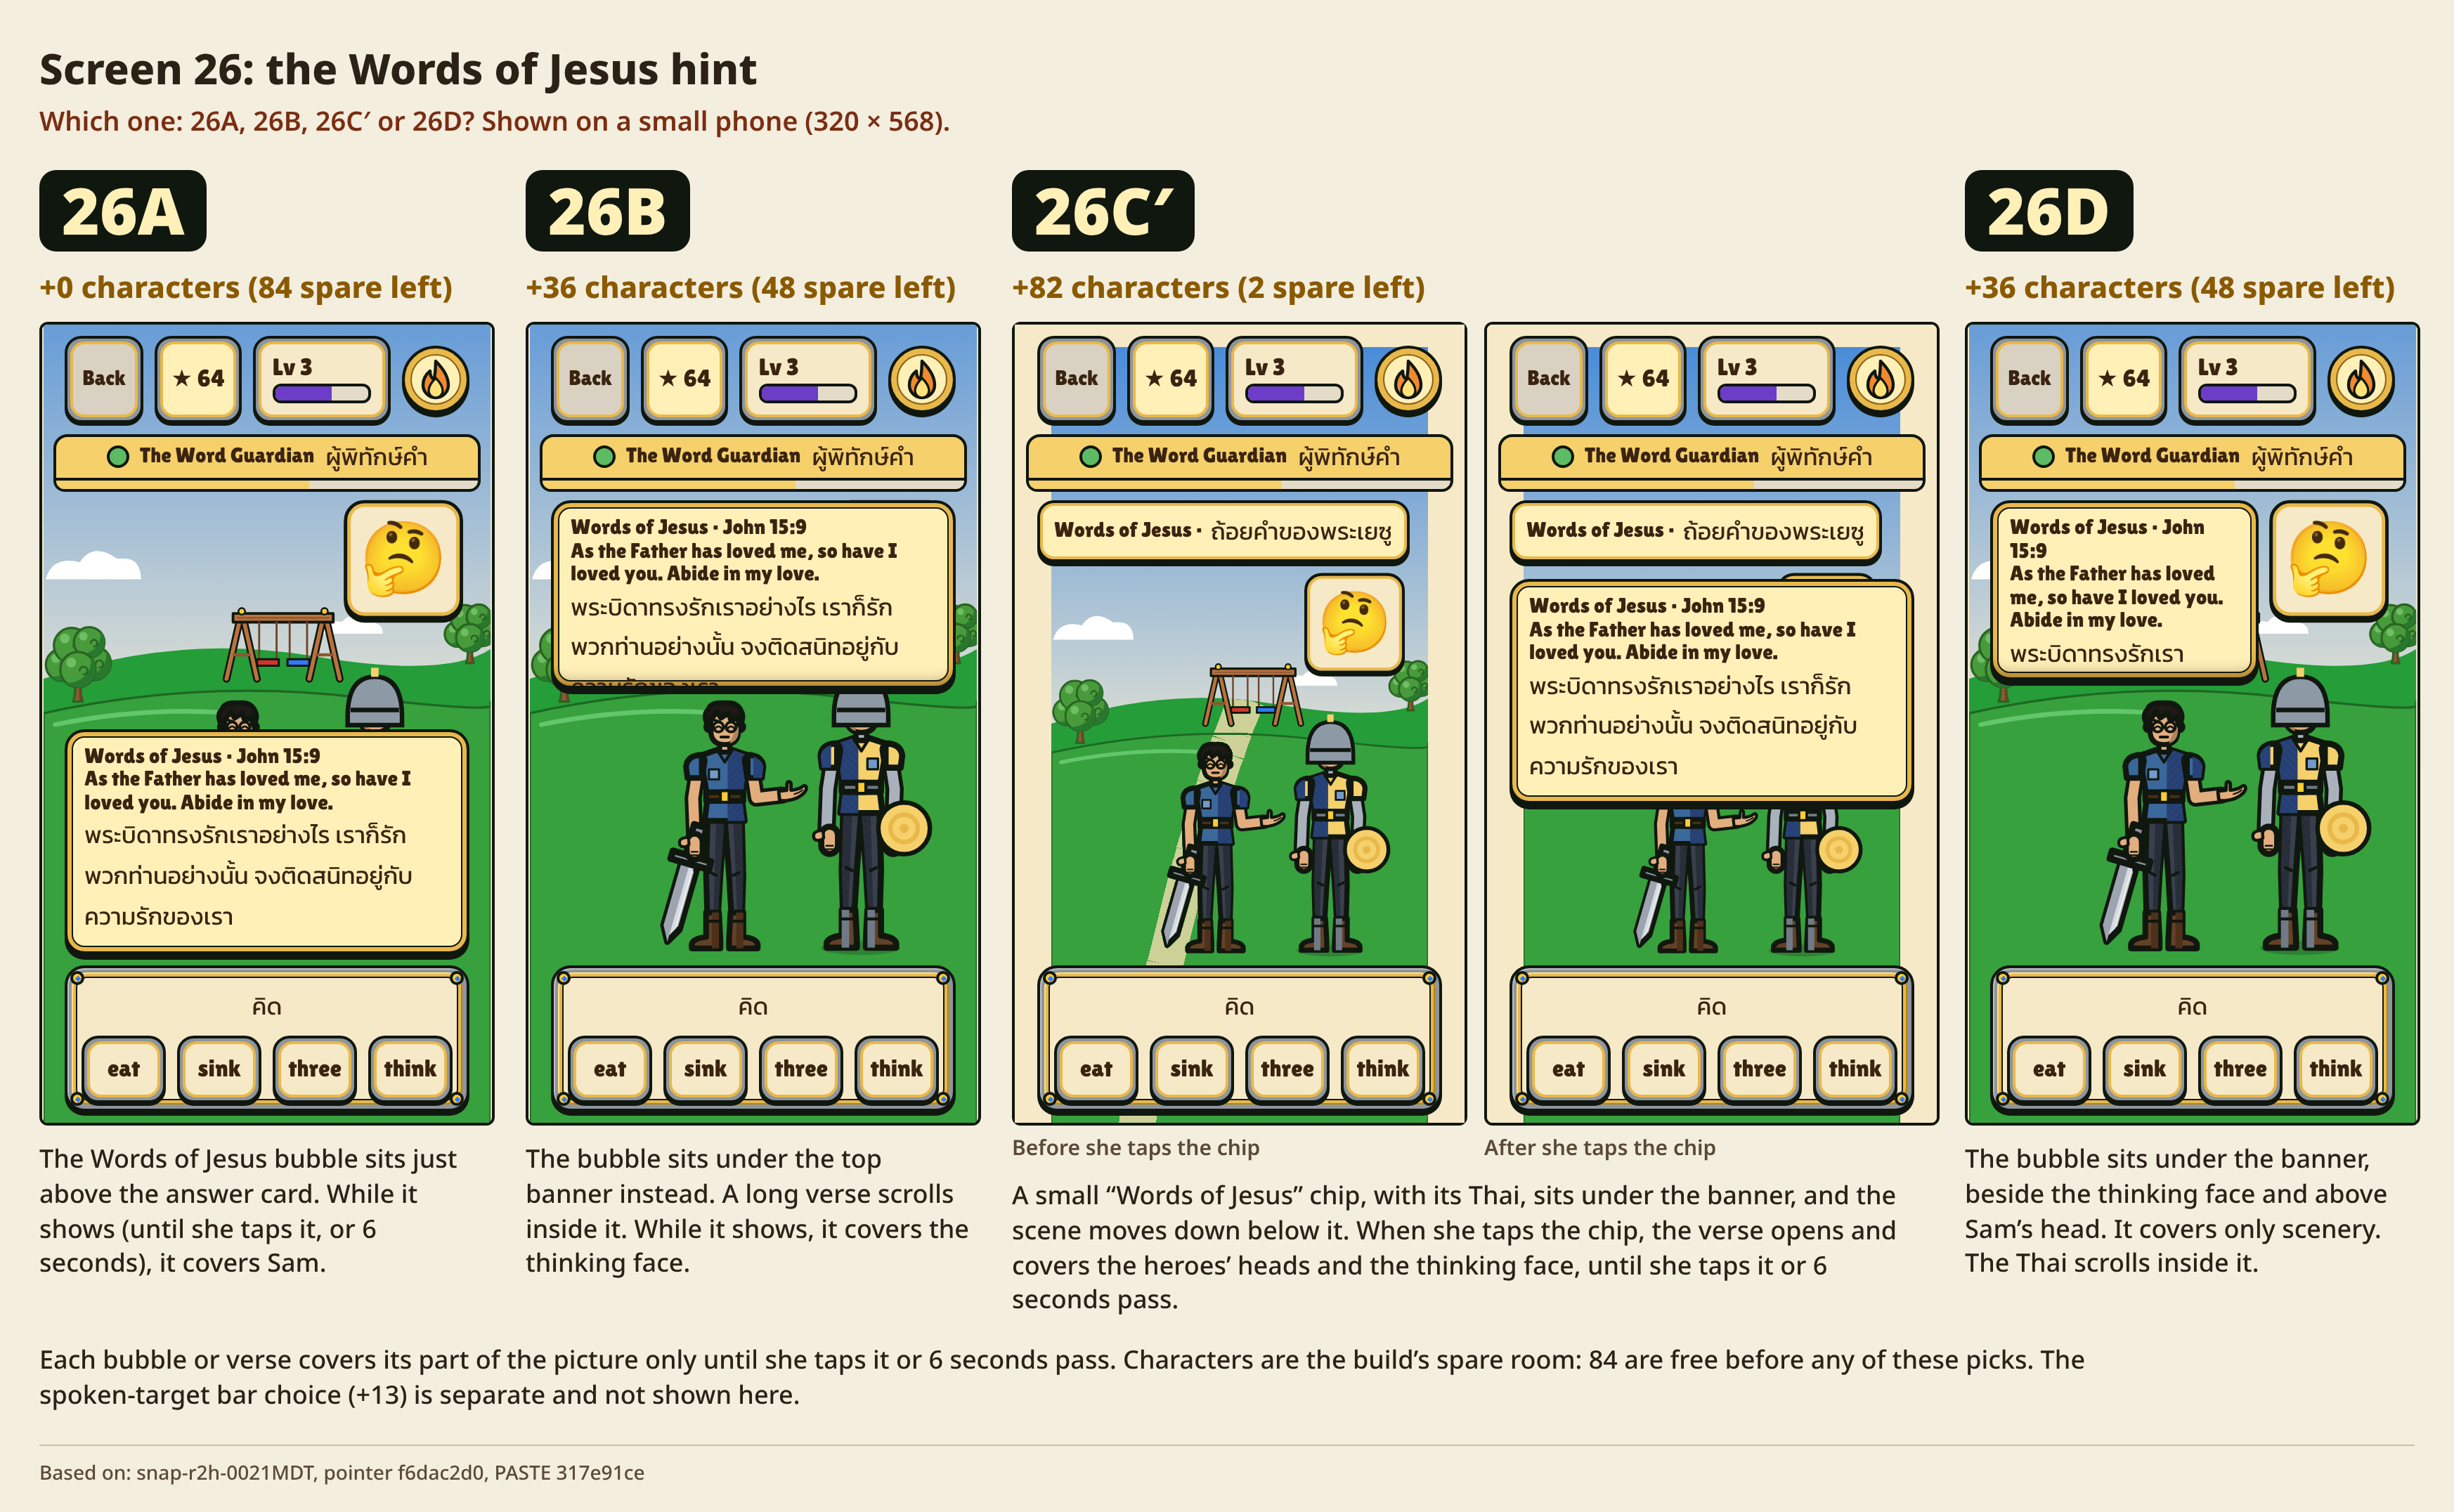 Screen 26: the Words of Jesus hint
Which one: 26A, 26B, 26C′ or 26D? Shown on a small phone (320 × 568).
26A
+0 characters (84 spare left)
Back
★ 64
Lv 3
The Word Guardian ผู้พิทักษ์คำ
Words of Jesus · John 15:9
As the Father has loved me, so have I
loved you. Abide in my love.
พระบิดาทรงรักเราอย่างไร เราก็รัก
พวกท่านอย่างนั้น จงติดสนิทอยู่กับ
ความรักของเรา
คิด
eat
sink
three
think
The Words of Jesus bubble sits just
above the answer card. While it
shows (until she taps it, or 6
seconds), it covers Sam.
26B
+36 characters (48 spare left)
Back
★ 64
Lv 3
The Word Guardian ผู้พิทักษ์คำ
Words of Jesus · John 15:9
As the Father has loved me, so have I
loved you. Abide in my love.
พระบิดาทรงรักเราอย่างไร เราก็รัก
พวกท่านอย่างนั้น จงติดสนิทอยู่กับ
คิด
eat
sink
three
think
The bubble sits under the top
banner instead. A long verse scrolls
inside it. While it shows, it covers the
thinking face.
26C′
+82 characters (2 spare left)
Back
★ 64
Lv 3
The Word Guardian ผู้พิทักษ์คำ
Words of Jesus · ถ้อยคำของพระเยซู
คิด
eat
sink
three
think
Before she taps the chip
Back
★ 64
Lv 3
The Word Guardian ผู้พิทักษ์คำ
Words of Jesus · ถ้อยคำของพระเยซู
Words of Jesus · John 15:9
As the Father has loved me, so have I
loved you. Abide in my love.
พระบิดาทรงรักเราอย่างไร เราก็รัก
พวกท่านอย่างนั้น จงติดสนิทอยู่กับ
ความรักของเรา
คิด
eat
sink
three
think
After she taps the chip
A small “Words of Jesus” chip, with its Thai, sits under the banner, and the
scene moves down below it. When she taps the chip, the verse opens and
covers the heroes’ heads and the thinking face, until she taps it or 6
seconds pass.
26D
+36 characters (48 spare left)
Back
★ 64
Lv 3
The Word Guardian ผู้พิทักษ์คำ
Words of Jesus · John
15:9
As the Father has loved
me, so have I loved you.
Abide in my love.
พระบิดาทรงรักเรา
คิด
eat
sink
three
think
The bubble sits under the banner,
beside the thinking face and above
Sam’s head. It covers only scenery.
The Thai scrolls inside it.
Each bubble or verse covers its part of the picture only until she taps it or 6 seconds pass. Characters are the build’s spare room: 84 are free before any of these picks. The
spoken-target bar choice (+13) is separate and not shown here.
Based on: snap-r2h-0021MDT, pointer f6dac2d0, PASTE 317e91ce